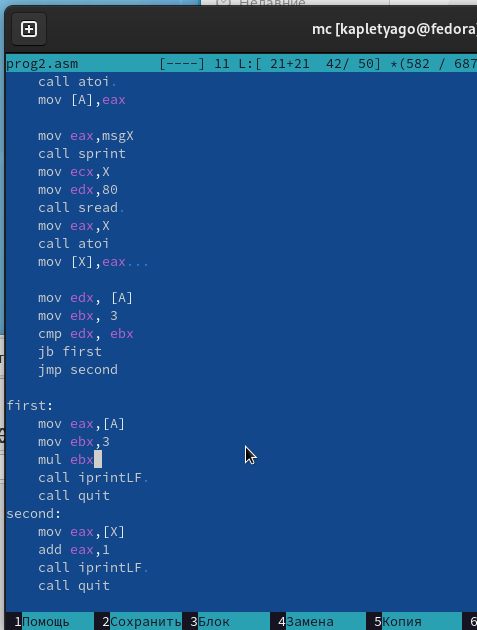 Недавние
mc [kapletyago@fedora
prog2.asm [----] 11 L:[ 21+21 42/ 50] *(582 / 687
call atoi.
mov [A],eax
mov eax,msgX
call sprint
mov ecx,X
mov edx,80
call sread.
mov eax,X
call atoi
mov [X],eax...
mov edx, [A]
mov ebx, 3
cmp edx, ebx
jb first
jmp second
first:
mov eax,[A]
mov ebx,3
mul ebx
call iprintLF.
call quit
second:
mov eax,[X]
add eax,1
call iprintLF.
call quit
1Помощь 2Сохранить 3Блок 4Замена 5Копия 6